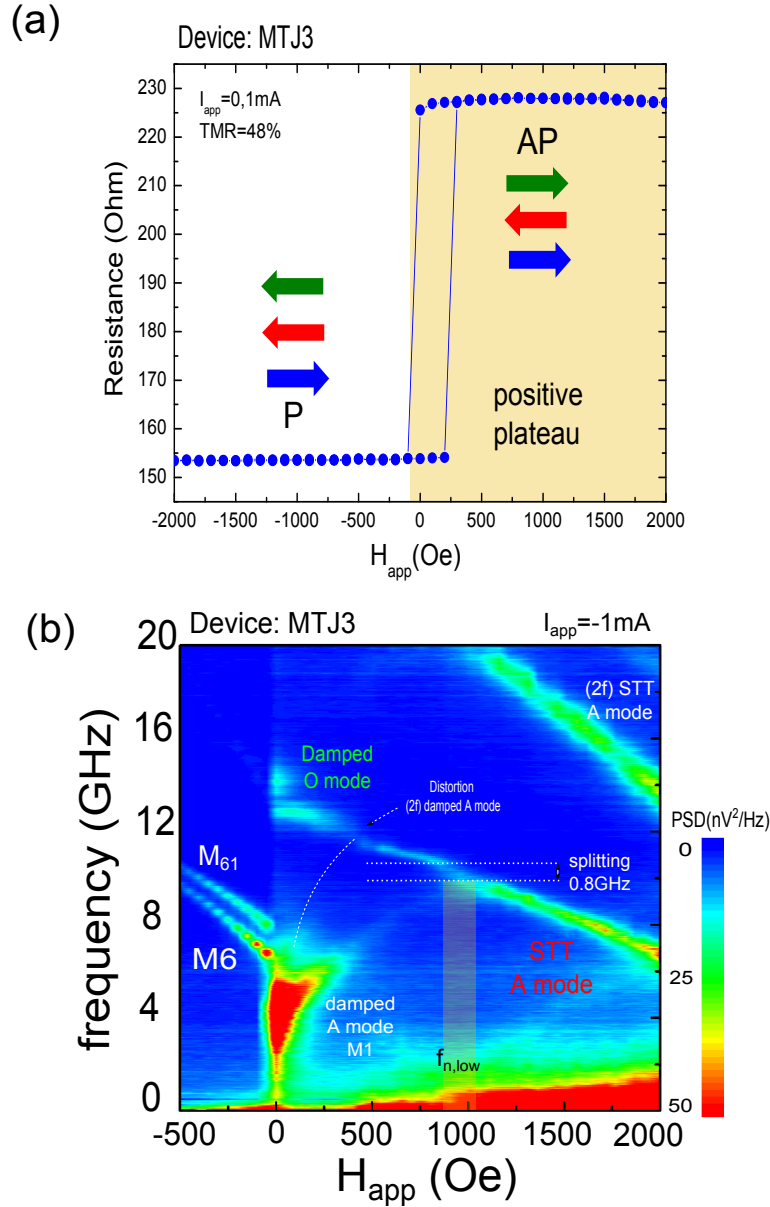 (a)
Device: MTJ3
I_app=0,1mA
TMR=48%
AP
P
positive
plateau
Resistance (Ohm)
230
220
210
200
190
180
170
160
150
-2000 -1500 -1000 -500 0 500 1000 1500 2000
H_app(Oe)
(b)
Device: MTJ3
I_app=-1mA
frequency (GHz)
20
16
12
8
4
0
(2f) STT
A mode
Damped
O mode
Distortion
(2f) damped A mode
splitting
0.8GHz
M_61
M6
STT
A mode
damped
A mode
M1
f_n,low
-500 0 500 1000 1500 2000
H_app (Oe)
PSD(nV²/Hz)
0
25
50